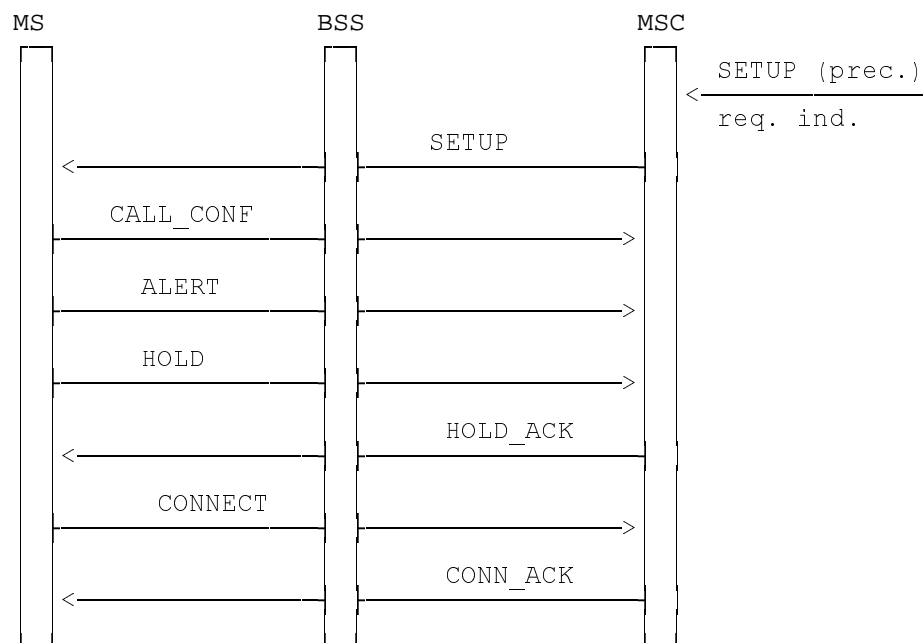 MS BSS MSC
SETUP (prec.)
req. ind.
SETUP
CALL_CONF
ALERT
HOLD
HOLD_ACK
CONNECT
CONN_ACK